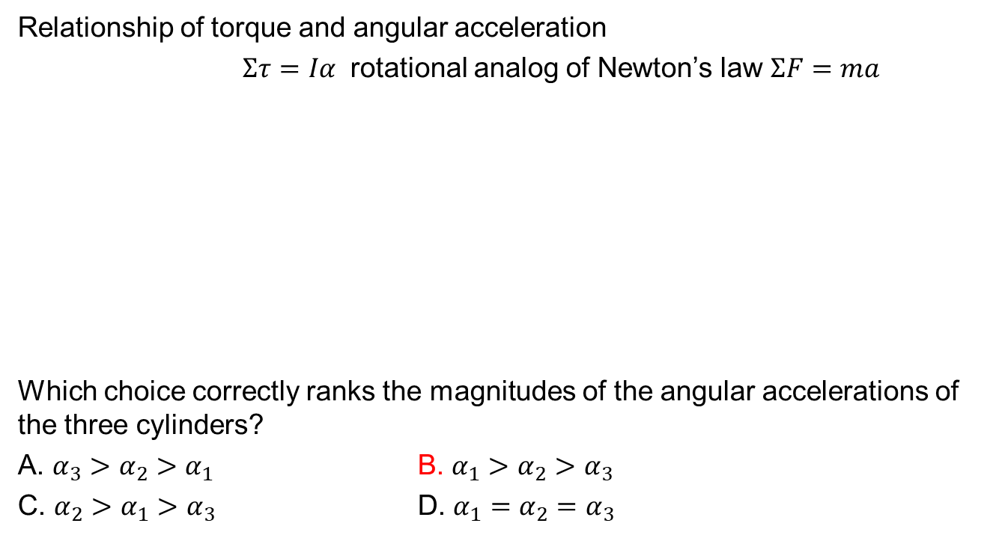 Relationship of torque and angular acceleration
Στ = Iα rotational analog of Newton’s law ΣF = ma
Which choice correctly ranks the magnitudes of the angular accelerations of
the three cylinders?
A. α₃ > α₂ > α₁ B. α₁ > α₂ > α₃
C. α₂ > α₁ > α₃ D. α₁ = α₂ = α₃